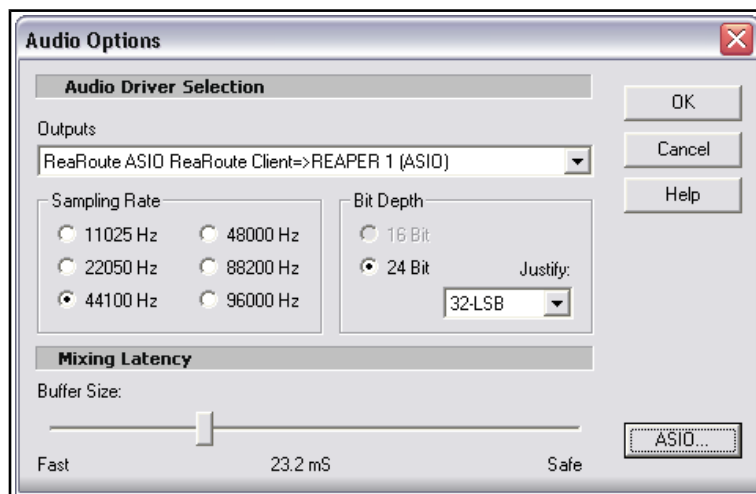 Audio Options
Audio Driver Selection
OK
Outputs
Cancel
ReaRoute ASIO ReaRoute Client=>REAPER 1 (ASIO)
Help
Sampling Rate
Bit Depth
11025 Hz
48000 Hz
16 Bit
22050 Hz
88200 Hz
24 Bit
Justify:
44100 Hz
96000 Hz
32-LSB
Mixing Latency
Buffer Size:
ASIO...
Fast
23.2 mS
Safe